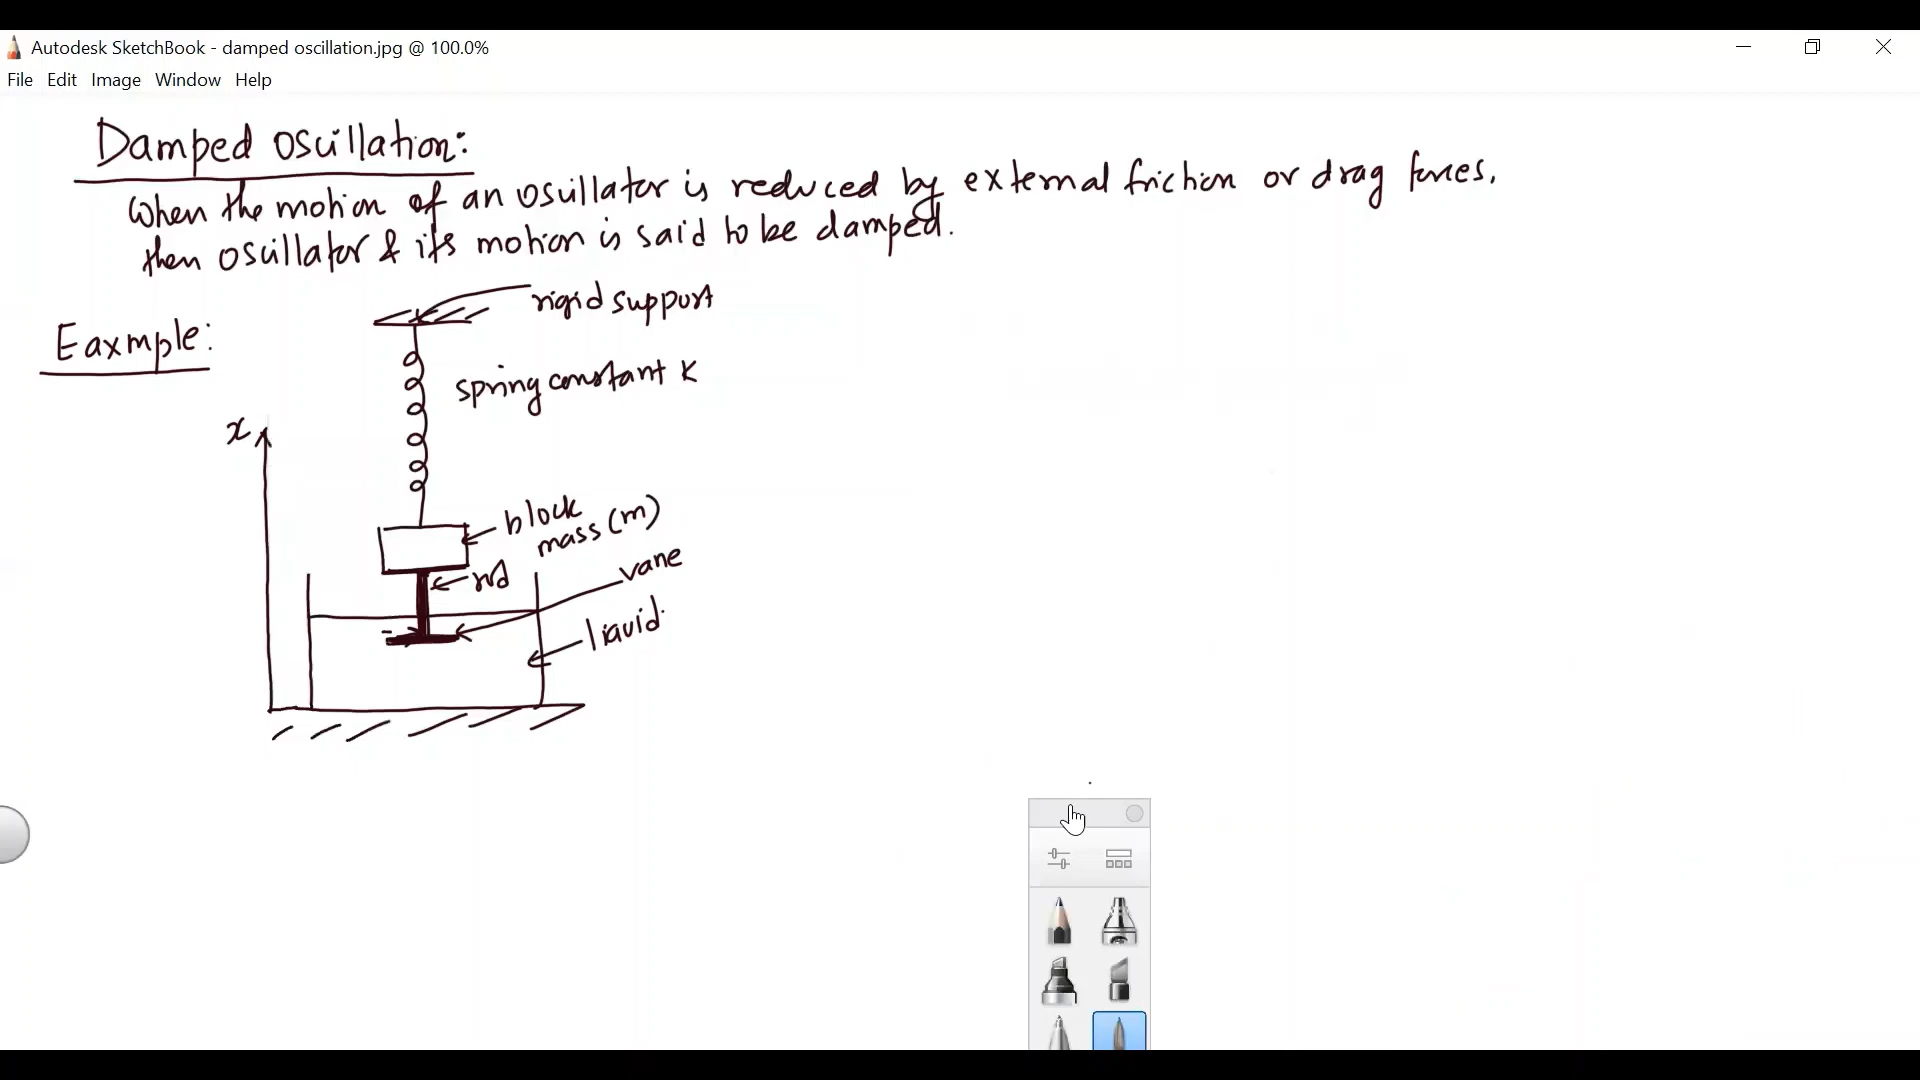 Autodesk SketchBook - damped oscillation.jpg @ 100.0%
File Edit Image Window Help
Damped oscillation:
When the motion of an oscillator is reduced by external friction or drag forces,
then oscillator & its motion is said to be damped.
rigid support
Eaxmple:
spring constant K
x
block
mass (m)
vane
rod
liquid